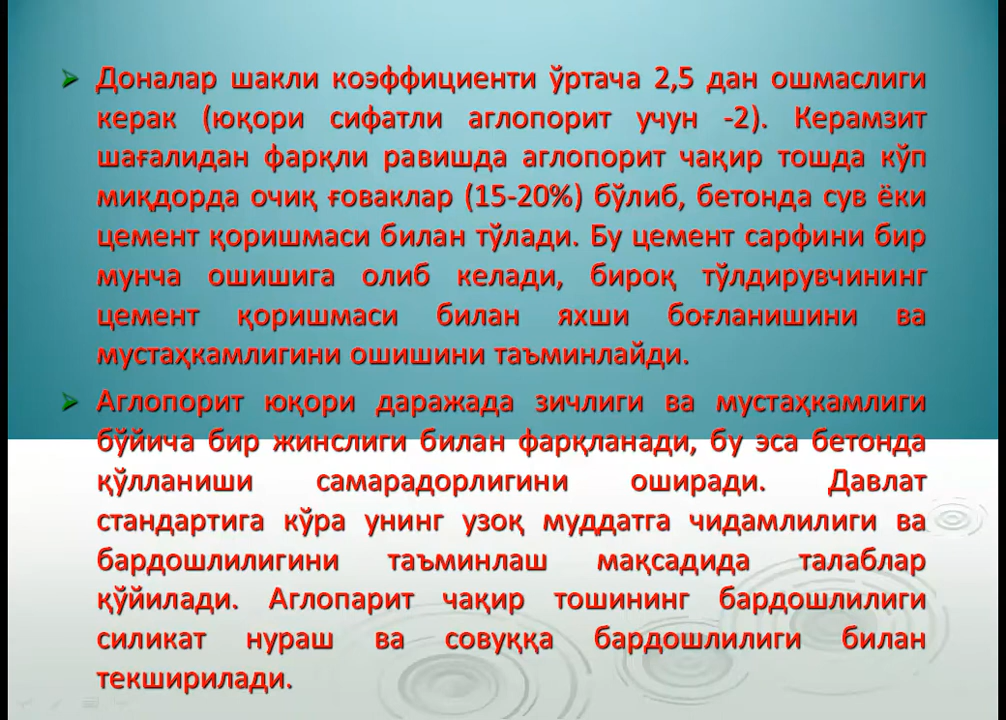 Доналар шакли коэффициенти ўртача 2,5 дан ошмаслиги
керак (юқори сифатли аглопорит учун -2). Керамзит
шағалидан фарқли равишда аглопорит чақир тошда кўп
миқдорда очиқ ғоваклар (15-20%) бўлиб, бетонда сув ёки
цемент қоришмаси билан тўлади. Бу цемент сарфини бир
мунча ошишига олиб келади, бироқ тўлдирувчининг
цемент қоришмаси билан яхши боғланишини ва
мустаҳкамлигини ошишини таъминлайди.
Аглопорит юқори даражада зичлиги ва мустаҳкамлиги
бўйича бир жинслиги билан фарқланади, бу эса бетонда
қўлланиши самарадорлигини оширади. Давлат
стандартига кўра унинг узоқ муддатга чидамлилиги ва
бардошлилигини таъминлаш мақсадида талаблар
қўйилади. Аглопарит чақир тошининг бардошлилиги
силикат нураш ва совуққа бардошлилиги билан
текширилади.